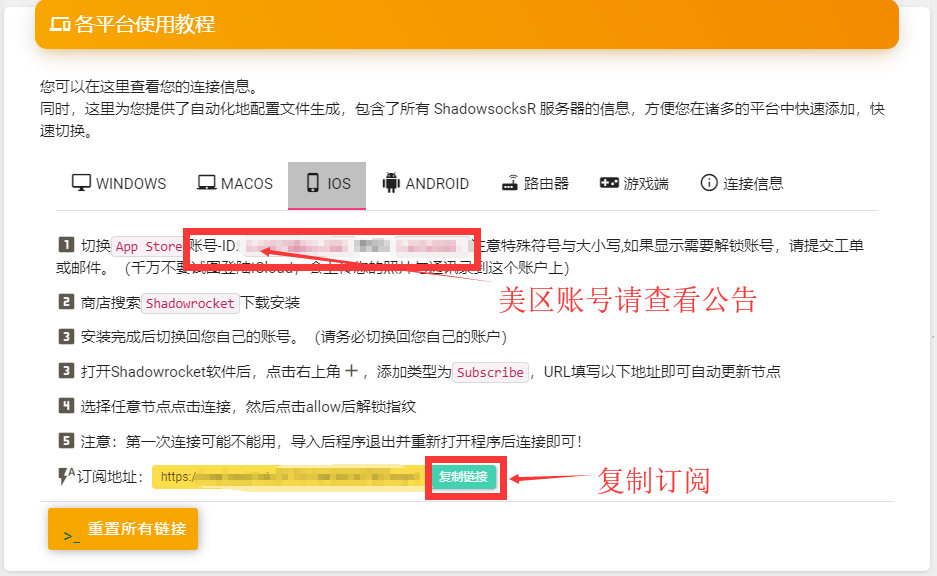 各平台使用教程
您可以在这里查看您的连接信息。
同时，这里为您提供了自动化地配置文件生成，包含了所有 ShadowsocksR 服务器的信息，方便您在诸多的平台中快速添加，快
速切换。
WINDOWS MACOS IOS ANDROID 路由器 游戏端 连接信息
1 切换 App Store 账号-ID: 注意特殊符号与大小写,如果显示需要解锁账号，请提交工单
或邮件。（千万不要试图登陆iCloud，会上传您的照片与通讯录到这个账户上）
美区账号请查看公告
2 商店搜索 Shadowrocket 下载安装
3 安装完成后切换回您自己的账号。（请务必切换回您自己的账户）
3 打开Shadowrocket软件后，点击右上角＋，添加类型为 Subscribe ，URL填写以下地址即可自动更新节点
4 选择任意节点点击连接，然后点击allow后解锁指纹
5 注意：第一次连接可能不能用，导入后程序退出并重新打开程序后连接即可！
订阅地址： https:/ 复制链接 复制订阅
>_ 重置所有链接